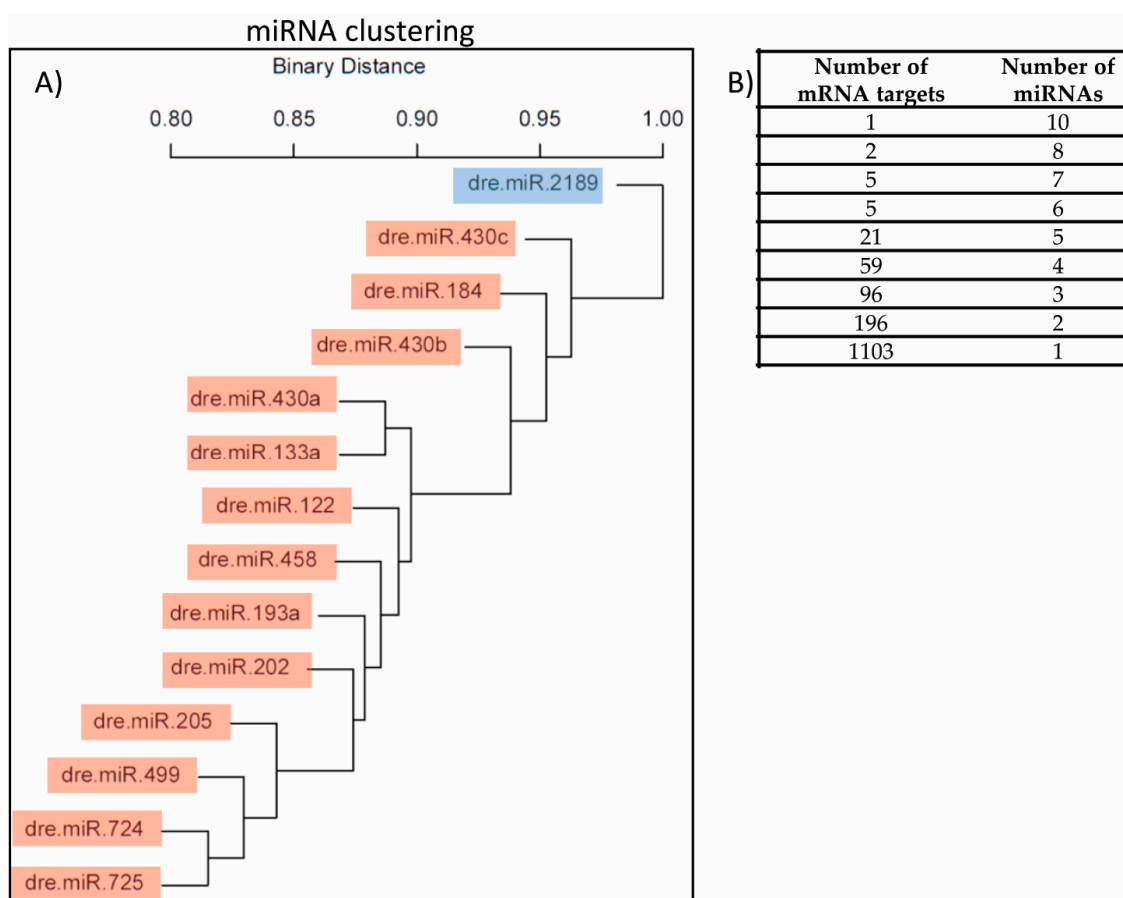 miRNA clustering
A)
Binary Distance
0.80 0.85 0.90 0.95 1.00
dre.miR.2189
dre.miR.430c
dre.miR.184
dre.miR.430b
dre.miR.430a
dre.miR.133a
dre.miR.122
dre.miR.458
dre.miR.193a
dre.miR.202
dre.miR.205
dre.miR.499
dre.miR.724
dre.miR.725
B)
Number of mRNA targets Number of miRNAs
1 10
2 8
5 7
5 6
21 5
59 4
96 3
196 2
1103 1